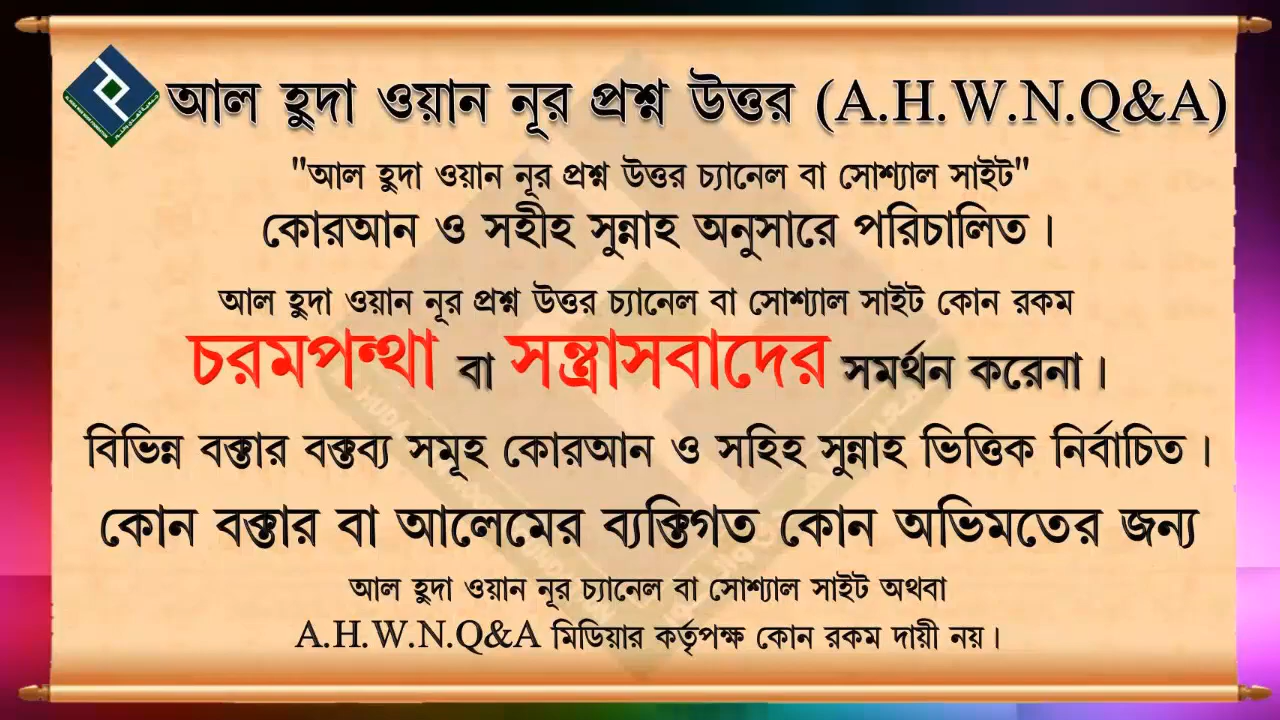 আল হুদা ওয়ান নূর প্রশ্ন উত্তর (A.H.W.N.Q&A)
"আল হুদা ওয়ান নূর প্রশ্ন উত্তর চ্যানেল বা সোশ্যাল সাইট"
কোরআন ও সহীহ সুন্নাহ অনুসারে পরিচালিত।
আল হুদা ওয়ান নূর প্রশ্ন উত্তর চ্যানেল বা সোশ্যাল সাইট কোন রকম
চরমপন্থা বা সন্ত্রাসবাদের সমর্থন করেনা।
বিভিন্ন বক্তার বক্তব্য সমূহ কোরআন ও সহিহ সুন্নাহ ভিত্তিক নির্বাচিত।
কোন বক্তার বা আলেমের ব্যক্তিগত কোন অভিমতের জন্য
আল হুদা ওয়ান নূর চ্যানেল বা সোশ্যাল সাইট অথবা
A.H.W.N.Q&A মিডিয়ার কর্তৃপক্ষ কোন রকম দায়ী নয়।